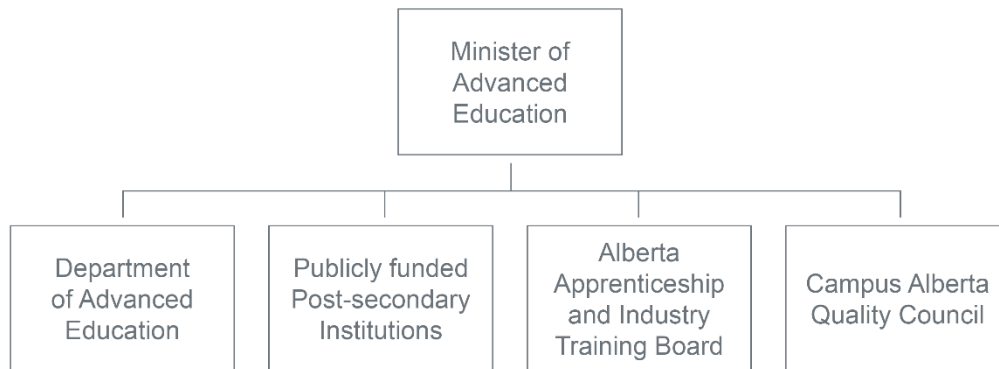 Minister of
Advanced
Education
Department
of Advanced
Education
Publicly funded
Post-secondary
Institutions
Alberta
Apprenticeship
and Industry
Training Board
Campus Alberta
Quality Council